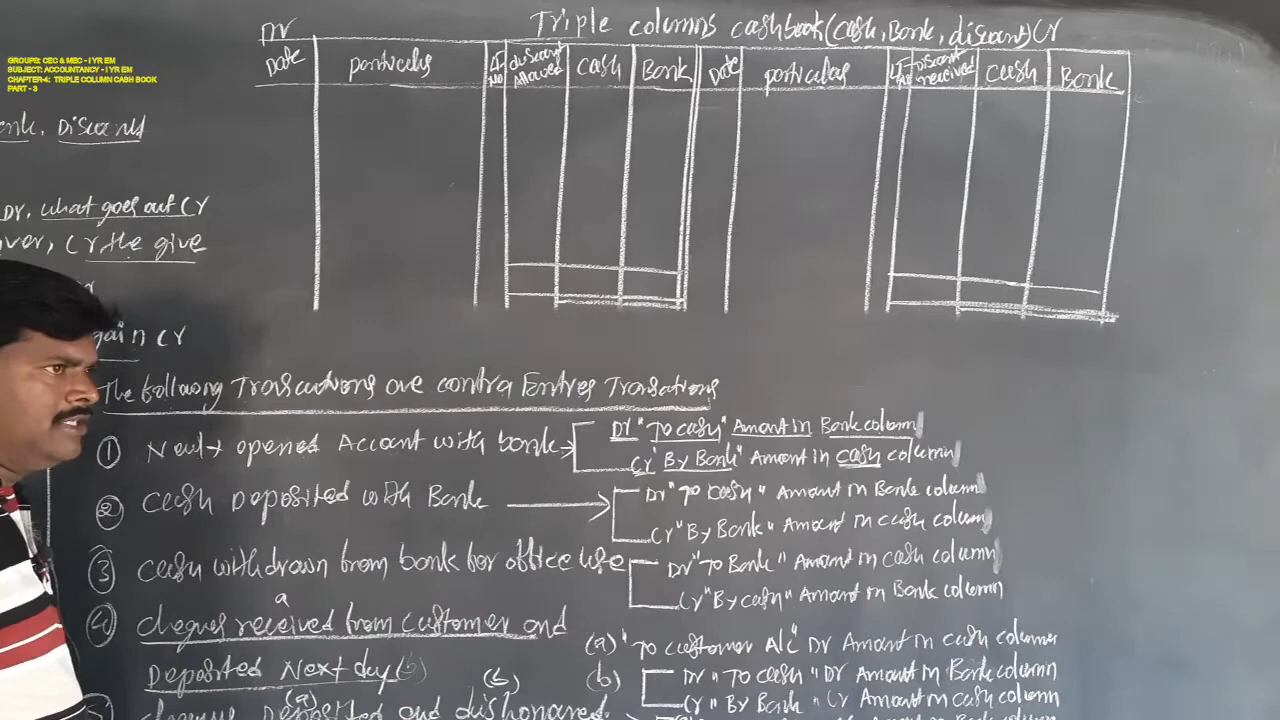 GROUPS: CEC & MEC - I YR EM
SUBJECT: ACCOUNTANCY - I YR EM
CHAPTER-4: TRIPLE COLUMN CASH BOOK
PART - 3
Dr Triple columns cashbook(cash, Bank, discount)Cr
Date particulars discount Allowed cash Bank Date particulars Discount received cash Bank
Discount
Dr, what goes out Cr
Cr the give
gain Cr
The following Transactions are contra Entres Transations
① Newly opened Account with bonk Dr "To cash" Amount in Bank column
Cr "By Bank" Amount in cash column
② Cash Deposited with Bank Dr "To Cash" Amount in Bank column
Cr "By Bank" Amount in cash column
③ cash withdrawn from bank for office use Dr "To Bank" Amount in cash column
Cr "By cash" Amount in Bank column
④ cheques received from customer and
a
(a) "To customer A/c" Dr Amount in cash column
Deposited Next day (b)
(b) Dr "To cash" Dr Amount in Bank column
Cr "By Bank" Cr Amount in cash column
(a) (b)
cheque Deposited and dishonored